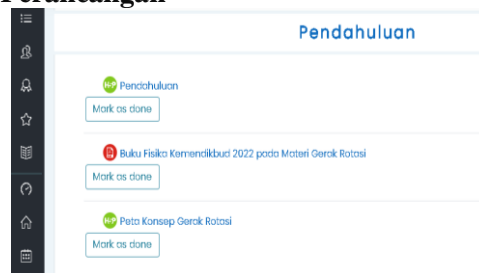 Perancangan
Pendahuluan
H-P Pendahuluan
Mark as done
Buku Fisika Kemendikbud 2022 pada Materi Gerak Rotasi
Mark as done
H-P Peta Konsep Gerak Rotasi
Mark as done